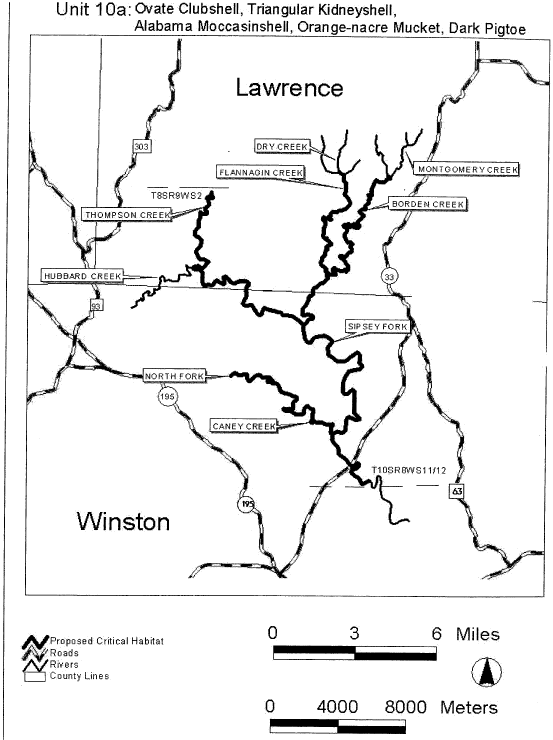 Unit 10a: Ovate Clubshell, Triangular Kidneyshell,
Alabama Moccasinshell, Orange-nacre Mucket, Dark Pigtoe
Lawrence
303
DRY CREEK
FLANNAGIN CREEK
MONTGOMERY CREEK
T8SR9WS2
THOMPSON CREEK
BORDEN CREEK
HUBBARD CREEK
33
93
SIPSEY FORK
NORTH FORK
195
CANEY CREEK
T10SR8WS11/12
63
195
Winston
Proposed Critical Habitat
Roads
Rivers
County Lines
0 3 6 Miles
0 4000 8000 Meters